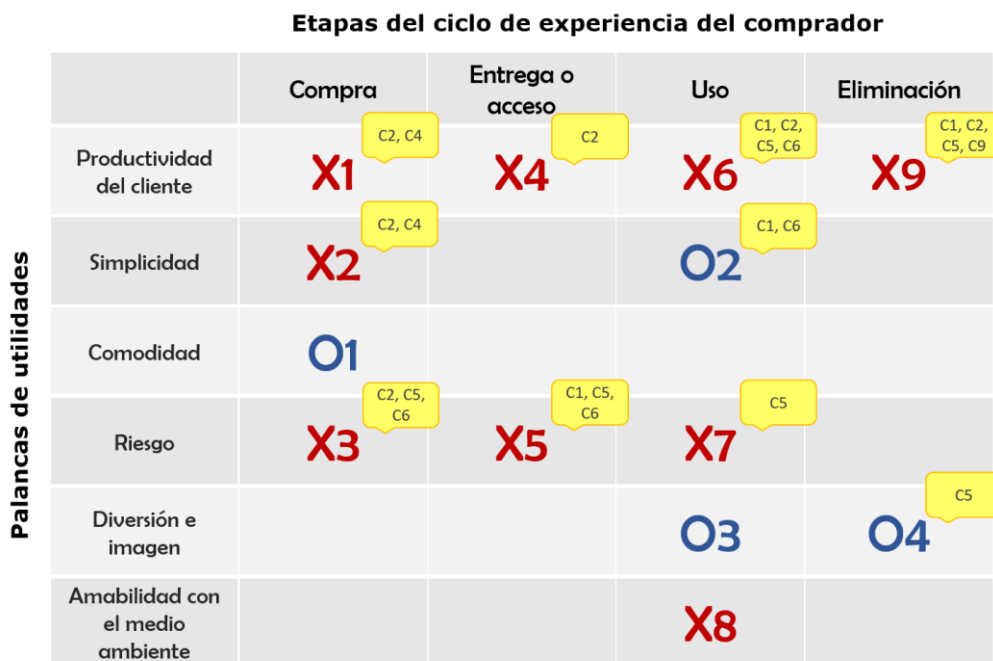 Etapas del ciclo de experiencia del comprador
Compra
Entrega o
acceso
Uso
Eliminación
Palancas de utilidades
Productividad
del cliente
X1
C2, C4
X4
C2
X6
C1, C2,
C5, C6
X9
C1, C2,
C5, C9
Simplicidad
X2
C2, C4
O2
C1, C6
Comodidad
O1
Riesgo
X3
C2, C5,
C6
X5
C1, C5,
C6
X7
C5
Diversión e
imagen
O3
O4
C5
Amabilidad con
el medio
ambiente
X8